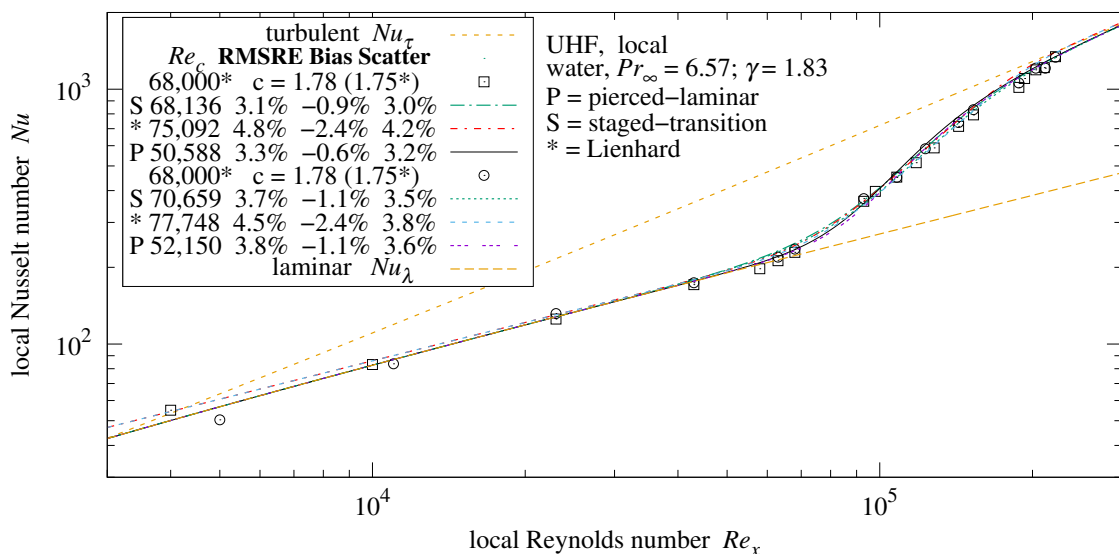 turbulent Nuτ
Re_c RMSRE Bias Scatter
68,000* c = 1.78 (1.75*)
S 68,136 3.1% −0.9% 3.0%
* 75,092 4.8% −2.4% 4.2%
P 50,588 3.3% −0.6% 3.2%
68,000* c = 1.78 (1.75*)
S 70,659 3.7% −1.1% 3.5%
* 77,748 4.5% −2.4% 3.8%
P 52,150 3.8% −1.1% 3.6%
laminar Nuλ
UHF, local
water, Pr∞ = 6.57; γ = 1.83
P = pierced−laminar
S = staged−transition
* = Lienhard
local Nusselt number Nu
10³
10²
10⁴
10⁵
local Reynolds number Reₓ